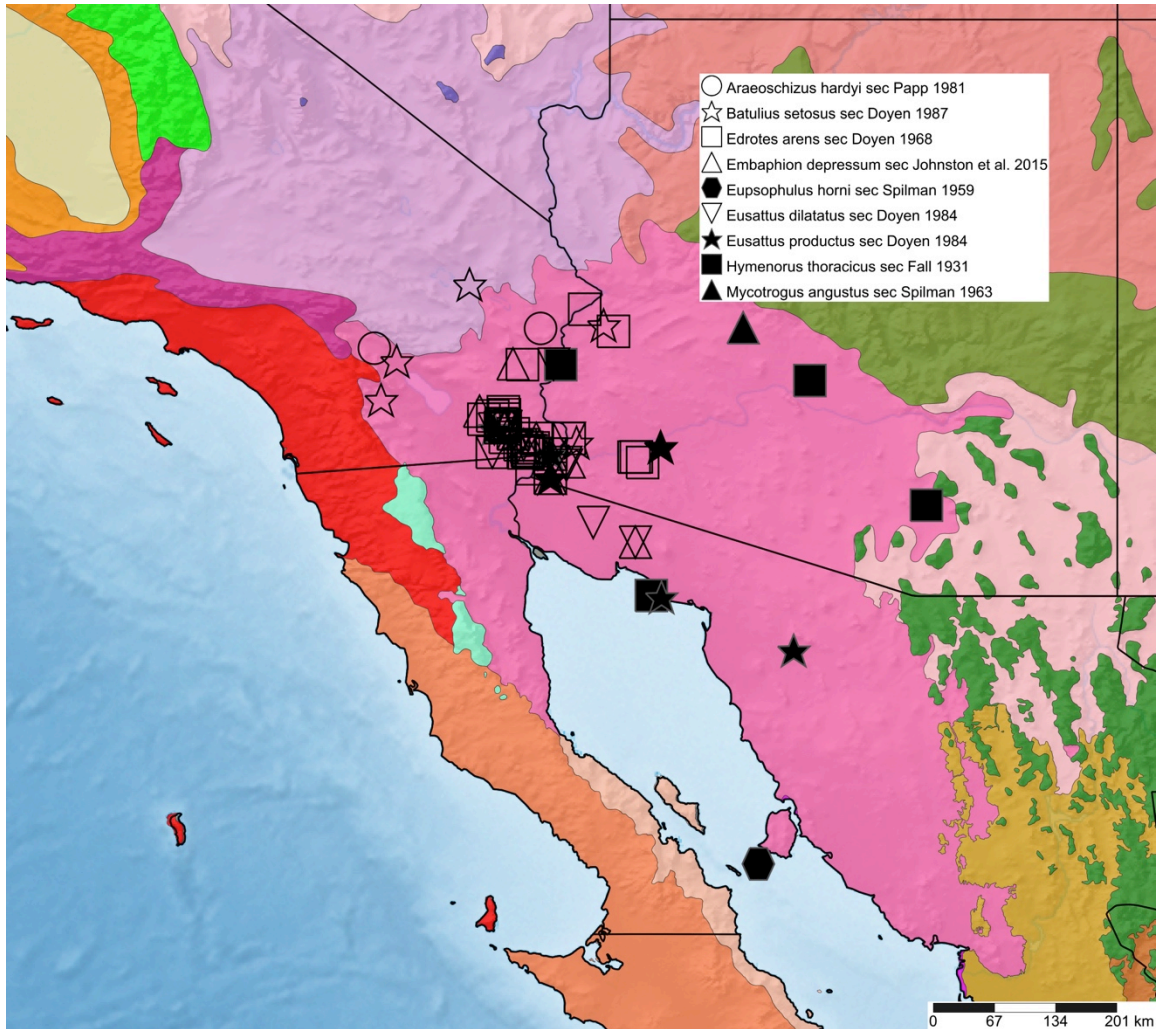 Araeoschizus hardyi sec Papp 1981
Batulius setosus sec Doyen 1987
Edrotes arens sec Doyen 1968
Embaphion depressum sec Johnston et al. 2015
Eupsophulus horni sec Spilman 1959
Eusattus dilatatus sec Doyen 1984
Eusattus productus sec Doyen 1984
Hymenorus thoracicus sec Fall 1931
Mycotrogus angustus sec Spilman 1963
0 67 134 201 km